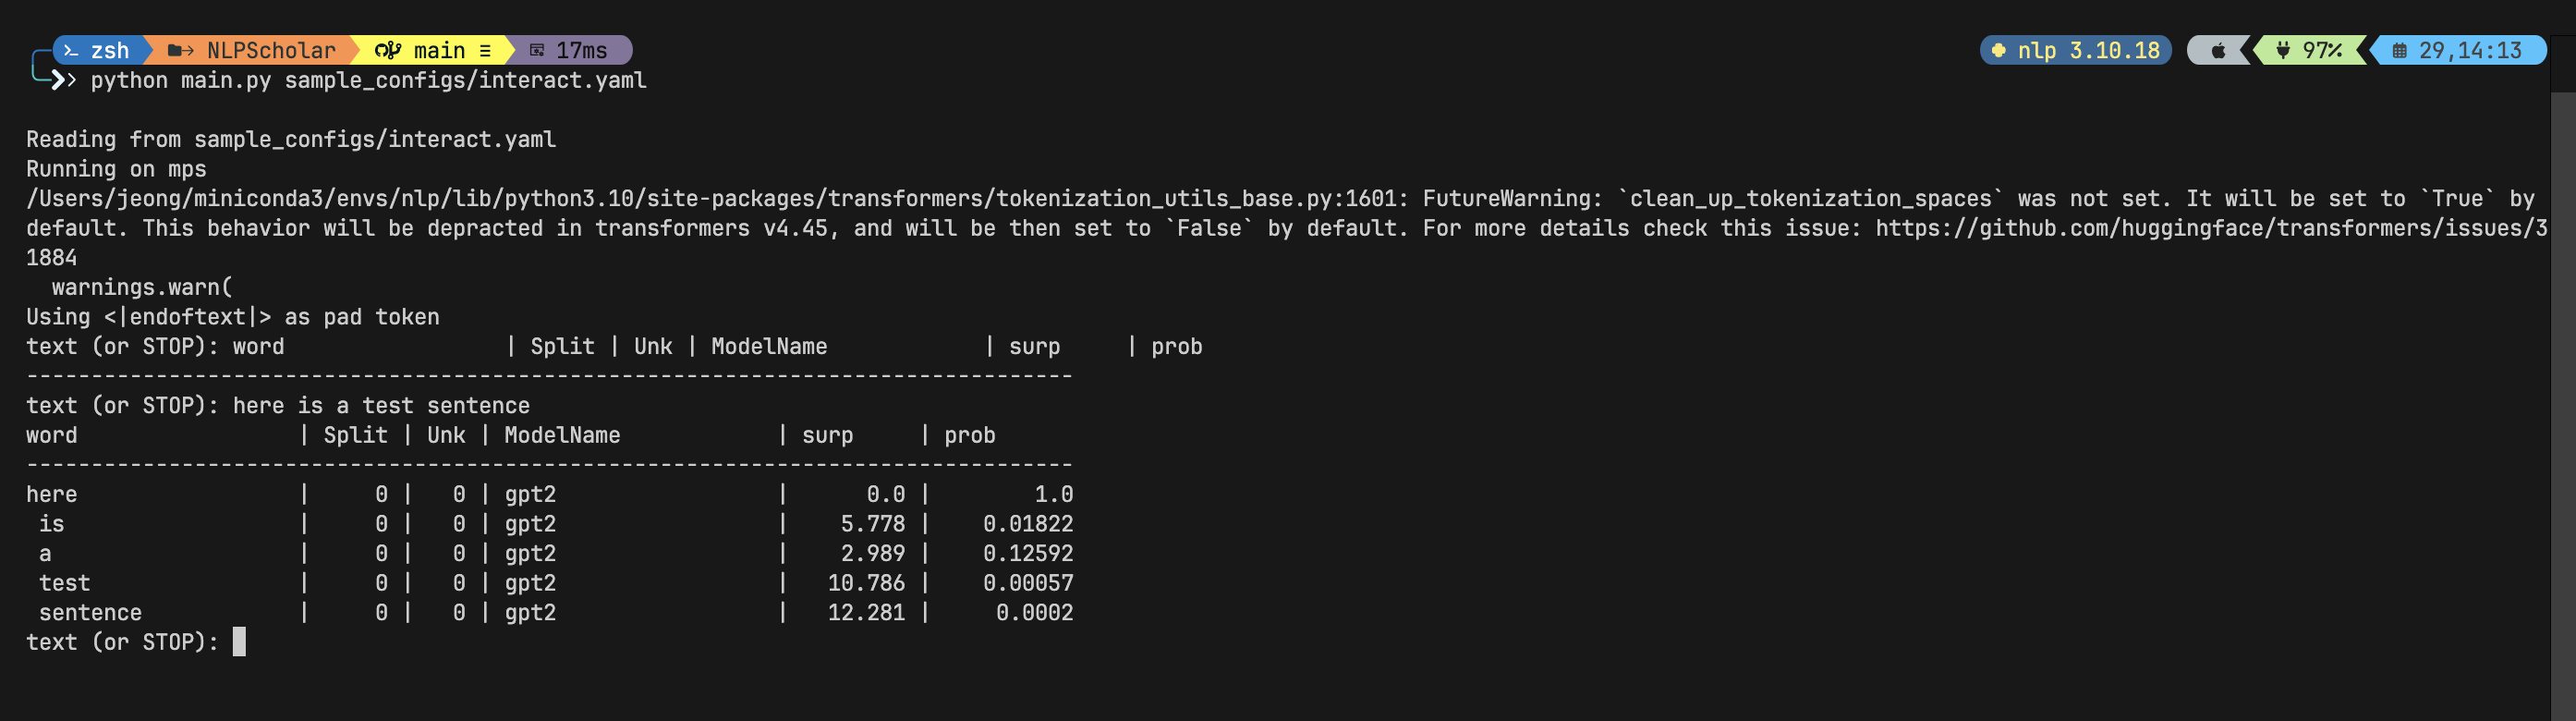 zsh NLPScholar main ≡ 17ms nlp 3.10.18 97% 29,14:13
python main.py sample_configs/interact.yaml
Reading from sample_configs/interact.yaml
Running on mps
/Users/jeong/miniconda3/envs/nlp/lib/python3.10/site-packages/transformers/tokenization_utils_base.py:1601: FutureWarning: `clean_up_tokenization_spaces` was not set. It will be set to `True` by
default. This behavior will be depracted in transformers v4.45, and will be then set to `False` by default. For more details check this issue: https://github.com/huggingface/transformers/issues/3
1884
  warnings.warn(
Using <|endoftext|> as pad token
text (or STOP): word                 | Split | Unk | ModelName            | surp     | prob
---------------------------------------------------------------------------------
text (or STOP): here is a test sentence
word                 | Split | Unk | ModelName            | surp     | prob
---------------------------------------------------------------------------------
here                 |     0 |   0 | gpt2                 |      0.0 |        1.0
 is                  |     0 |   0 | gpt2                 |    5.778 |    0.01822
 a                   |     0 |   0 | gpt2                 |    2.989 |    0.12592
 test                |     0 |   0 | gpt2                 |   10.786 |    0.00057
 sentence            |     0 |   0 | gpt2                 |   12.281 |     0.0002
text (or STOP):